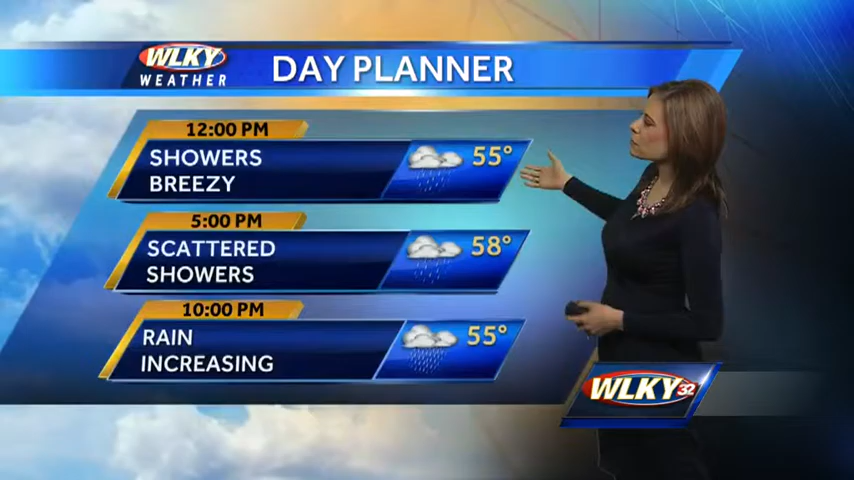 WLKY
WEATHER
DAY PLANNER
12:00 PM
SHOWERS
BREEZY
55°
5:00 PM
SCATTERED
SHOWERS
58°
10:00 PM
RAIN
INCREASING
55°
WLKY 32